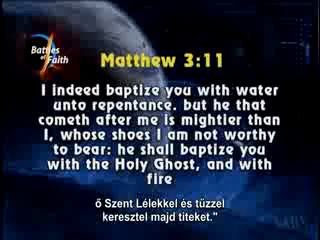 Battles
of Faith
Matthew 3:11
I indeed baptize you with water
unto repentance. but he that
cometh after me is mightier than
I, whose shoes I am not worthy
to bear: he shall baptize you
with the Holy Ghost, and with
fire
ő Szent Lélekkel és tűzzel
keresztel majd titeket."